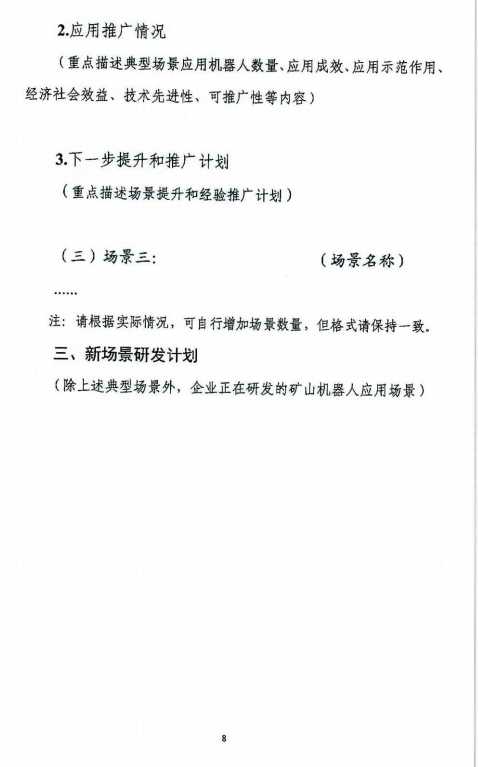 2.应用推广情况
（重点描述典型场景应用机器人数量、应用成效、应用示范作用、
经济社会效益、技术先进性、可推广性等内容）
3.下一步提升和推广计划
（重点描述场景提升和经验推广计划）
（三）场景三：　　　　　　（场景名称）
……
注：请根据实际情况，可自行增加场景数量，但格式请保持一致。
三、新场景研发计划
（除上述典型场景外，企业正在研发的矿山机器人应用场景）
8